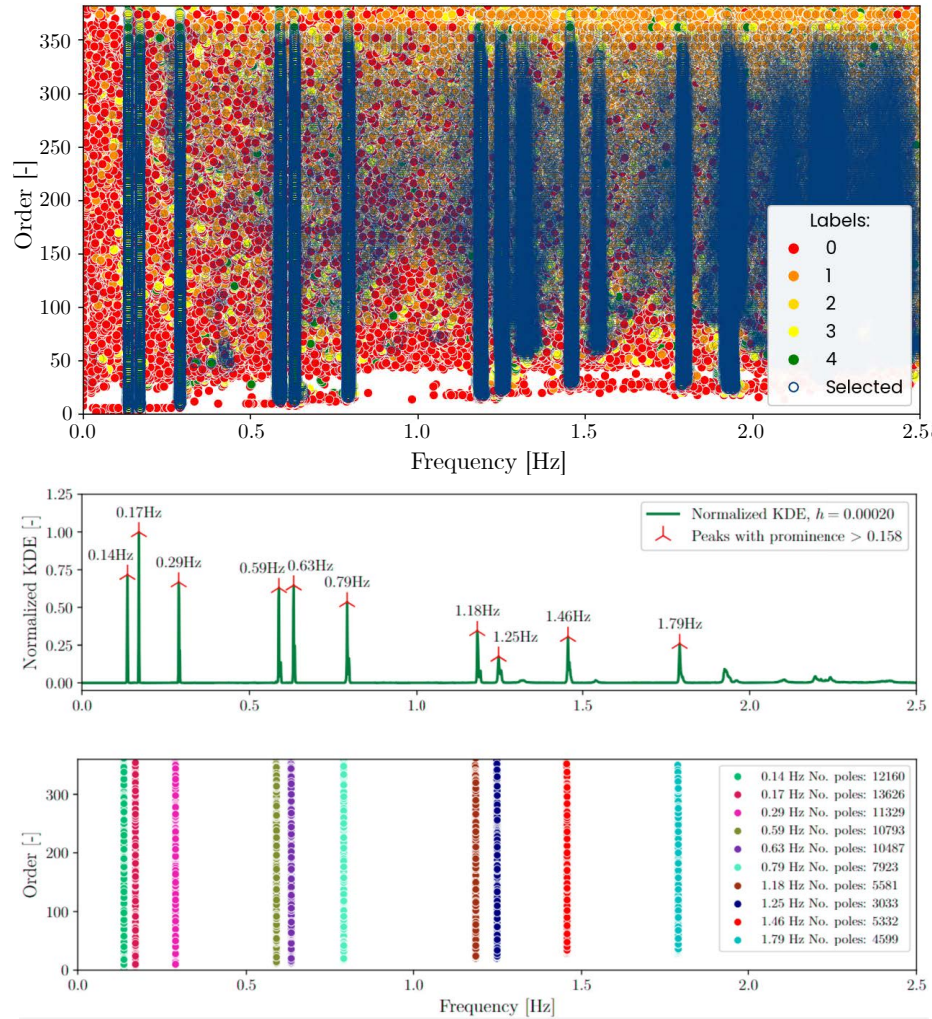 350
300
250
200
150
100
50
0
Order [-]
Labels:
0
1
2
3
4
Selected
0.0 0.5 1.0 1.5 2.0 2.5
Frequency [Hz]
1.25
1.00
0.75
0.50
0.25
0.00
Normalized KDE [-]
Normalized KDE, h = 0.00020
Peaks with prominence > 0.158
0.17Hz
0.14Hz
0.29Hz
0.59Hz
0.63Hz
0.79Hz
1.18Hz
1.25Hz
1.46Hz
1.79Hz
0.0 0.5 1.0 1.5 2.0 2.5
300
200
100
0
Order [-]
0.14 Hz No. poles: 12160
0.17 Hz No. poles: 13626
0.29 Hz No. poles: 11329
0.59 Hz No. poles: 10793
0.63 Hz No. poles: 10487
0.79 Hz No. poles: 7923
1.18 Hz No. poles: 5581
1.25 Hz No. poles: 3033
1.46 Hz No. poles: 5332
1.79 Hz No. poles: 4599
0.0 0.5 1.0 1.5 2.0 2.5
Frequency [Hz]